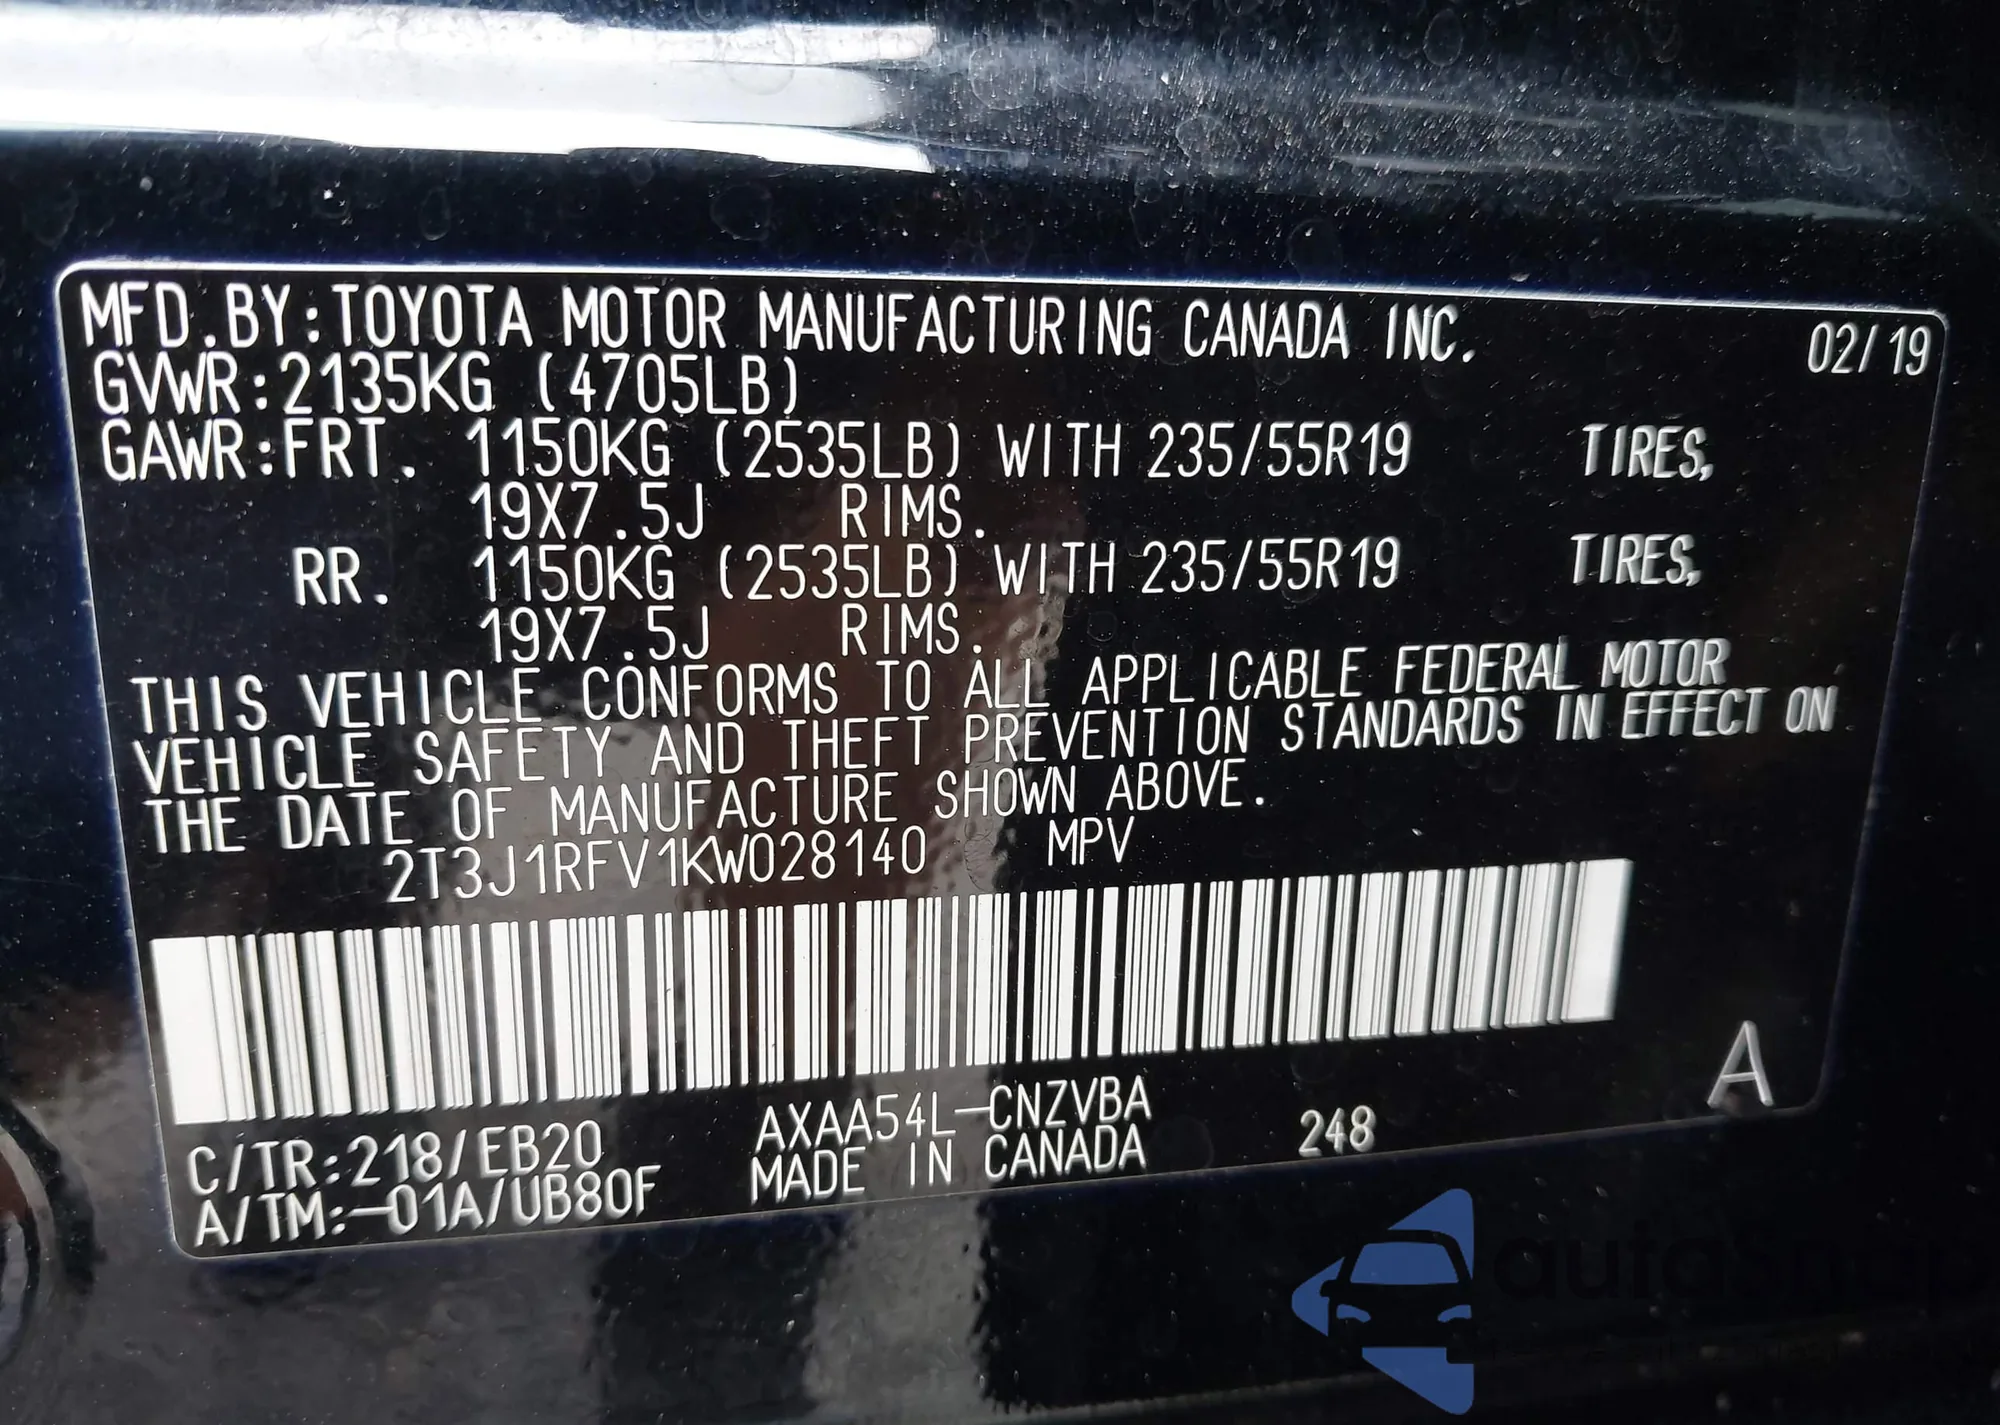 MFD.BY:TOYOTA MOTOR MANUFACTURING CANADA INC. 02/19
GVWR:2135KG (4705LB)
GAWR:FRT. 1150KG (2535LB) WITH 235/55R19 TIRES,
19X7.5J RIMS.
RR. 1150KG (2535LB) WITH 235/55R19 TIRES,
19X7.5J RIMS.
THIS VEHICLE CONFORMS TO ALL APPLICABLE FEDERAL MOTOR
VEHICLE SAFETY AND THEFT PREVENTION STANDARDS IN EFFECT ON
THE DATE OF MANUFACTURE SHOWN ABOVE.
2T3J1RFV1KW028140 MPV
A
C/TR:218/EB20 AXAA54L-CNZVBA 248
A/TM:-01A/UB80F MADE IN CANADA
autosnap